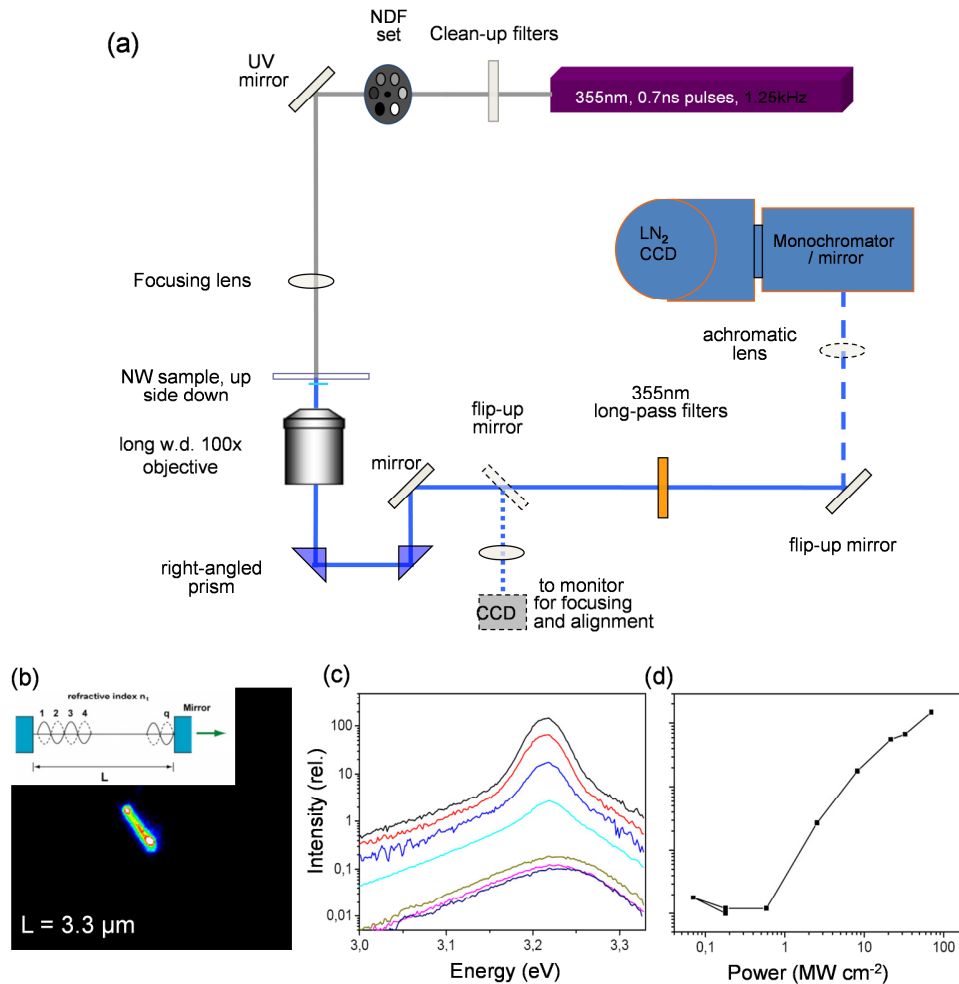 (a)
NDF
set
Clean-up filters
UV
mirror
355nm, 0.7ns pulses, 1.25kHz
LN2
CCD
Monochromator
/ mirror
Focusing lens
achromatic
lens
NW sample, up
side down
355nm
long-pass filters
flip-up
mirror
long w.d. 100x
objective
mirror
flip-up mirror
right-angled
prism
to monitor
for focusing
and alignment
CCD
(b)
refractive index n1
1 2 3 4 q
Mirror
L
L = 3.3 µm
(c)
Intensity (rel.)
100
10
1
0,1
0,01
3,0 3,1 3,2 3,3
Energy (eV)
(d)
0,1 1 10 100
Power (MW cm-2)